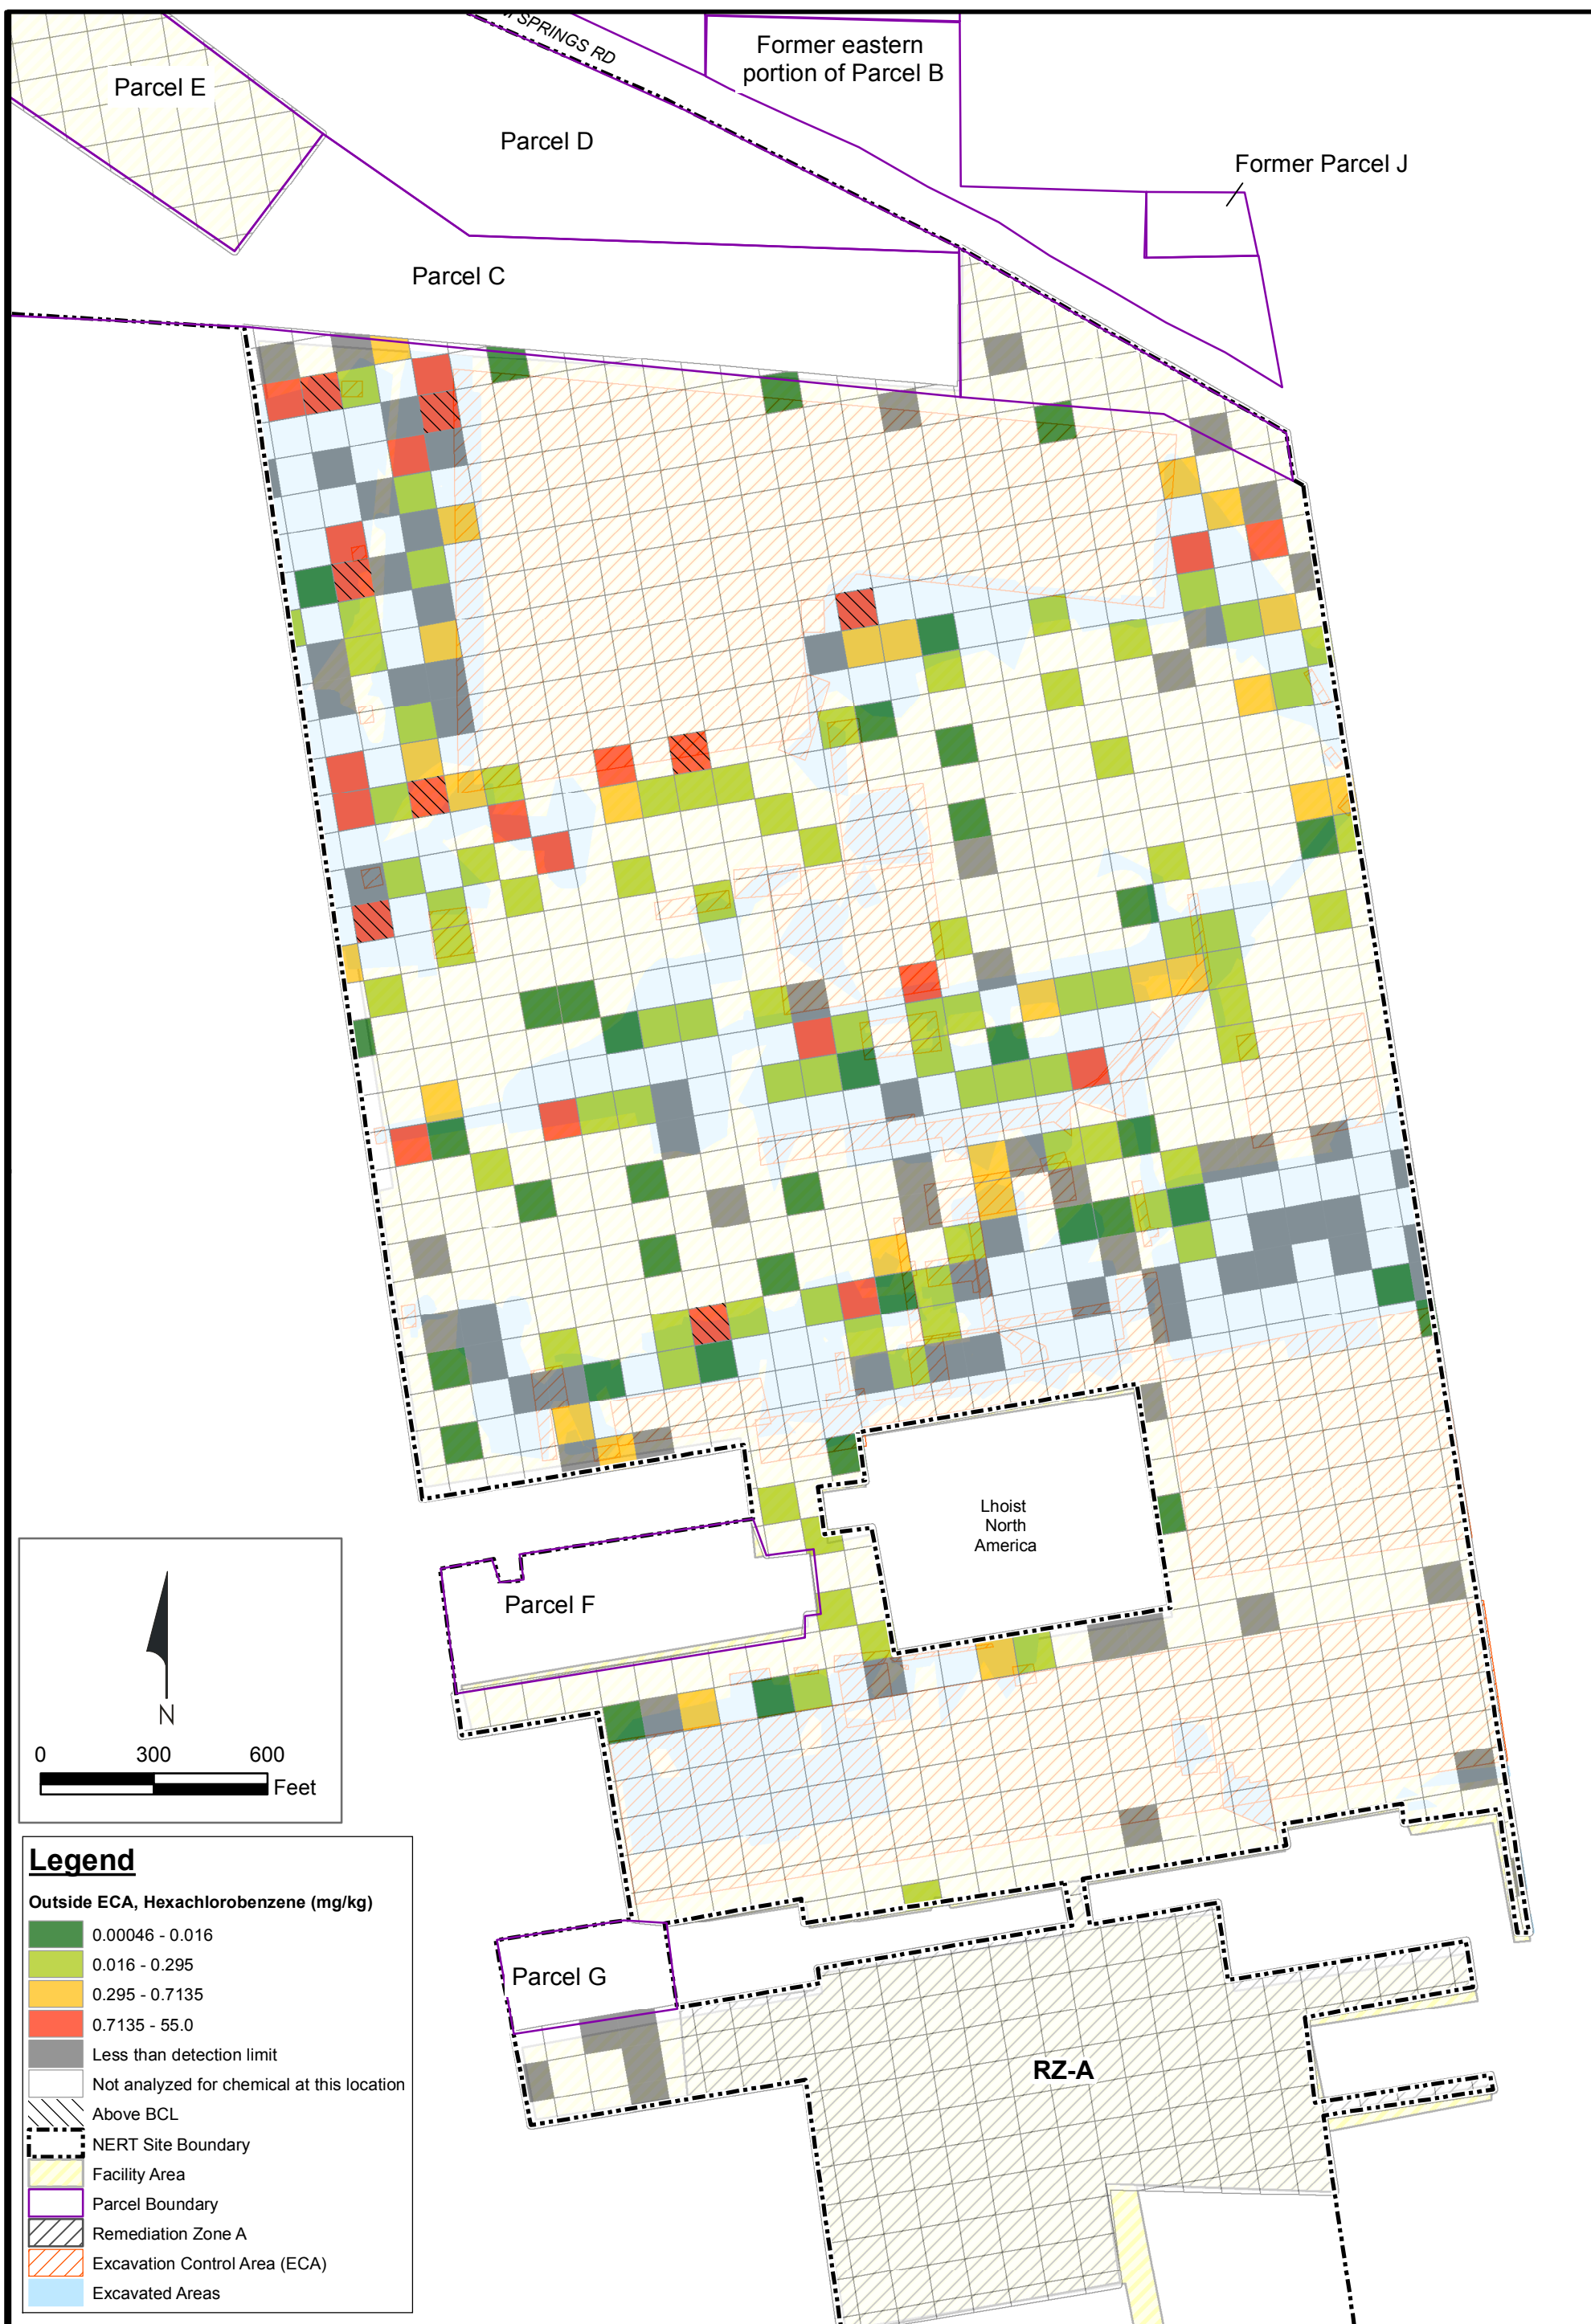 SPRINGS RD
Former eastern
portion of Parcel B
Parcel E
Parcel D
Former Parcel J
Parcel C
Lhoist
North
America
Parcel F
N
0 300 600
Feet
Parcel G
RZ-A
Legend
Outside ECA, Hexachlorobenzene (mg/kg)
0.00046 - 0.016
0.016 - 0.295
0.295 - 0.7135
0.7135 - 55.0
Less than detection limit
Not analyzed for chemical at this location
Above BCL
NERT Site Boundary
Facility Area
Parcel Boundary
Remediation Zone A
Excavation Control Area (ECA)
Excavated Areas